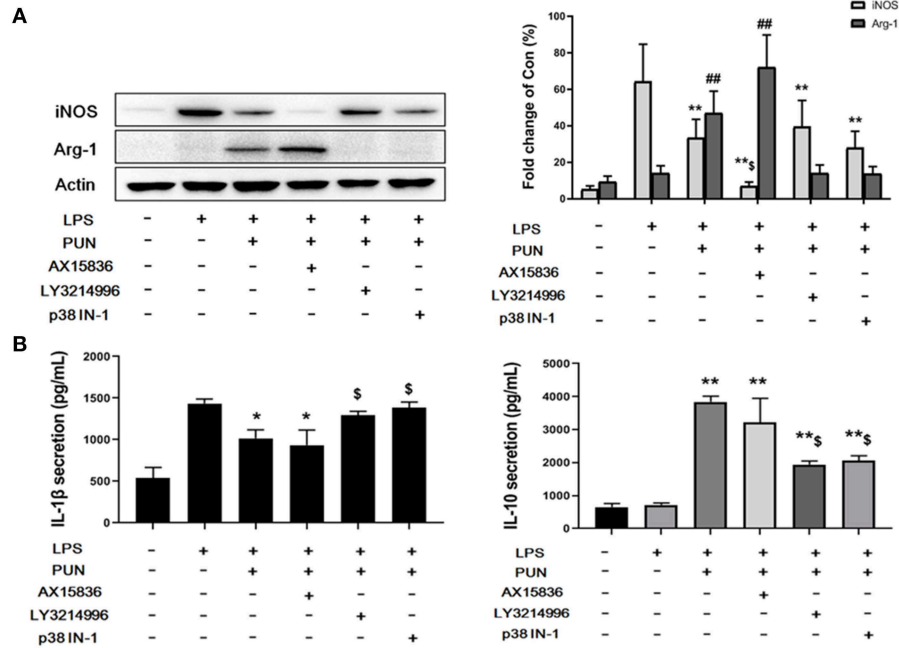 A
iNOS
Arg-1
Actin
LPS - + + + + +
PUN - - + + + +
AX15836 - - - + - -
LY3214996 - - - - + -
p38 IN-1 - - - - - +
iNOS
Arg-1
Fold change of Con (%)
100
80
60
40
20
0
** ## **$ ## ** **
LPS - + + + + +
PUN - - + + + +
AX15836 - - - + - -
LY3214996 - - - - + -
p38 IN-1 - - - - - +
B
IL-1β secretion (pg/mL)
2000
1500
1000
500
0
* * $ $
LPS - + + + + +
PUN - - + + + +
AX15836 - - - + - -
LY3214996 - - - - + -
p38 IN-1 - - - - - +
IL-10 secretion (pg/mL)
5000
4000
3000
2000
1000
0
** ** **$ **$
LPS - + + + + +
PUN - - + + + +
AX15836 - - - + - -
LY3214996 - - - - + -
p38 IN-1 - - - - - +